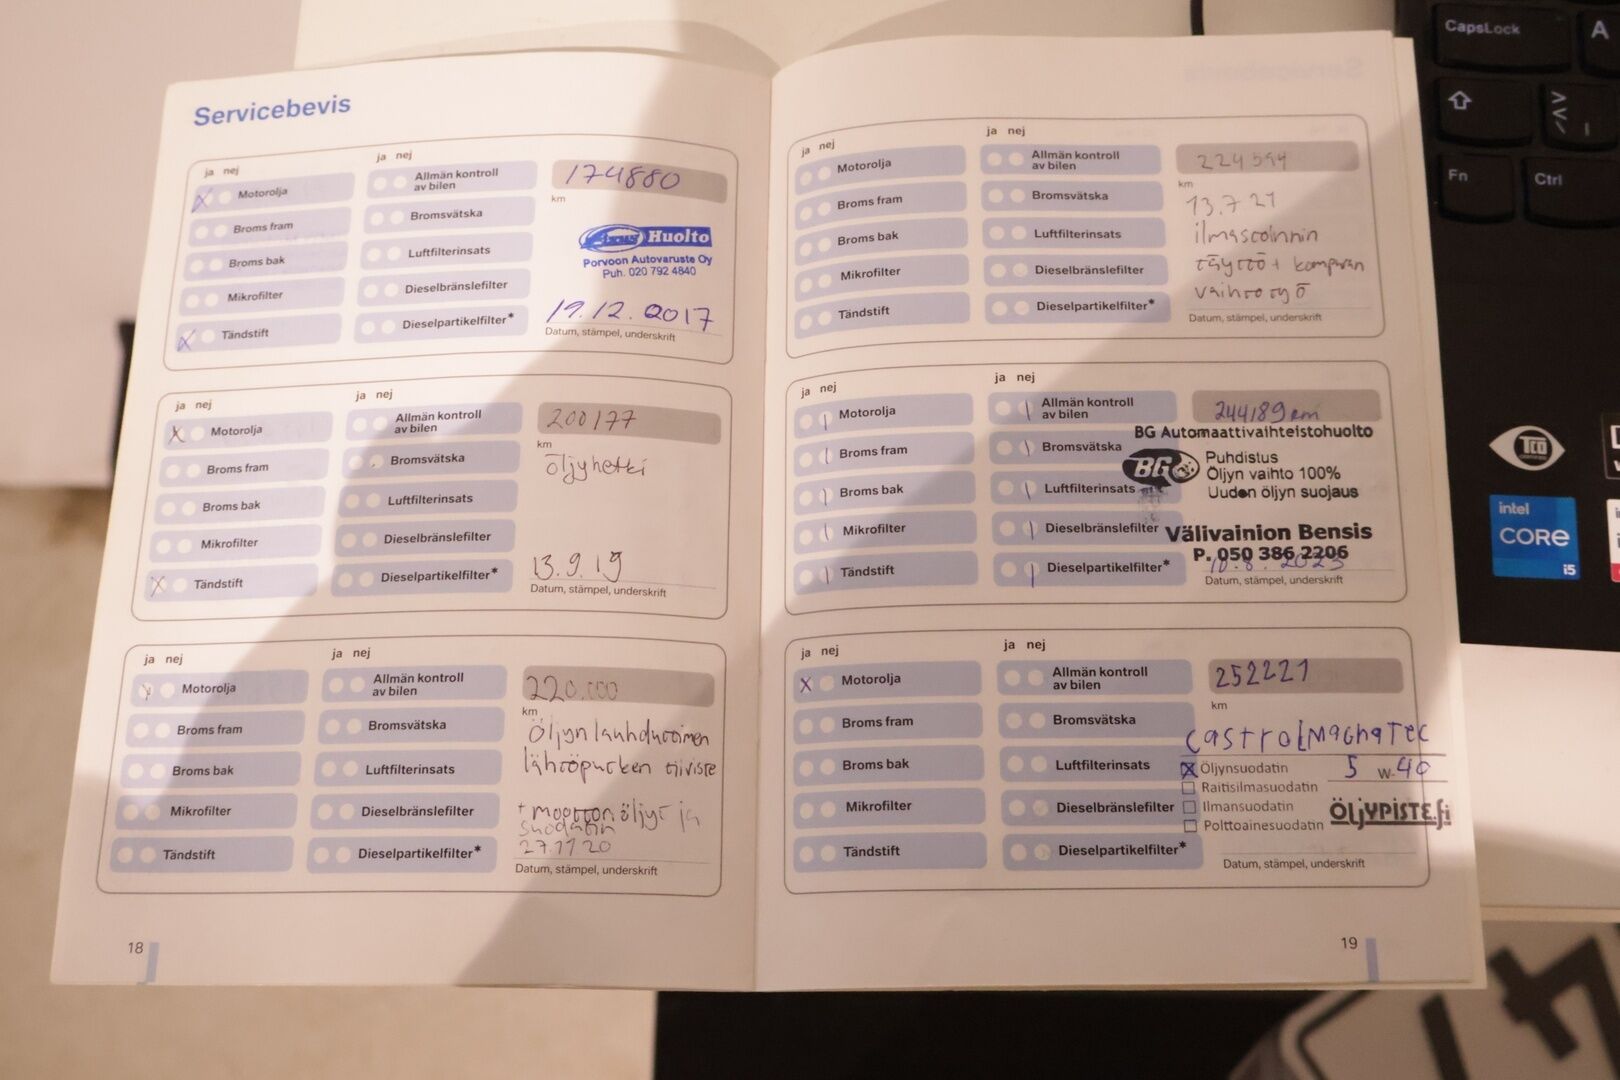 Servicebevis
ja nej
ja nej
Motorolja
Broms fram
Broms bak
Mikrofilter
Tändstift
Allmän kontroll
av bilen
Bromsvätska
Luftfilterinsats
Dieselbränslefilter
Dieselpartikelfilter*
174880
km
Huolto
Porvoon Autovaruste Oy
Puh. 020 792 4840
19.12.2017
Datum, stämpel, underskrift
ja nej
ja nej
Motorolja
Broms fram
Broms bak
Mikrofilter
Tändstift
Allmän kontroll
av bilen
Bromsvätska
Luftfilterinsats
Dieselbränslefilter
Dieselpartikelfilter*
200177
km
öljyhetki
13.9.19
Datum, stämpel, underskrift
ja nej
ja nej
Motorolja
Broms fram
Broms bak
Mikrofilter
Tändstift
Allmän kontroll
av bilen
Bromsvätska
Luftfilterinsats
Dieselbränslefilter
Dieselpartikelfilter*
220.000
km
Öljyn lauhduttimen
lähtöputken tiiviste
+ moottoriöljyt ja
suodatin
27.11 20
Datum, stämpel, underskrift
18
ja nej
ja nej
Motorolja
Broms fram
Broms bak
Mikrofilter
Tändstift
Allmän kontroll
av bilen
Bromsvätska
Luftfilterinsats
Dieselbränslefilter
Dieselpartikelfilter*
224594
km
13.7 21
ilmastoinnin
täyttö + kompuran
vaihtotyö
Datum, stämpel, underskrift
ja nej
ja nej
Motorolja
Broms fram
Broms bak
Mikrofilter
Tändstift
Allmän kontroll
av bilen
Bromsvätska
Luftfilterinsats
Dieselbränslefilter
Dieselpartikelfilter*
244189 km
BG Automaattivaihteistohuolto
BG
Puhdistus
Öljyn vaihto 100%
Uuden öljyn suojaus
Välivainion Bensis
P. 050 386 2206
10.8.2023
Datum, stämpel, underskrift
ja nej
ja nej
Motorolja
Broms fram
Broms bak
Mikrofilter
Tändstift
Allmän kontroll
av bilen
Bromsvätska
Luftfilterinsats
Dieselbränslefilter
Dieselpartikelfilter*
252221
km
Castrol Magnatec
Öljynsuodatin 5 W-40
Raitisilmasuodatin
Ilmansuodatin
Polttoainesuodatin
ÖLJYPISTE.fi
Datum, stämpel, underskrift
19
CapsLock
A
Fn
Ctrl
TCO
intel
CORE
i5